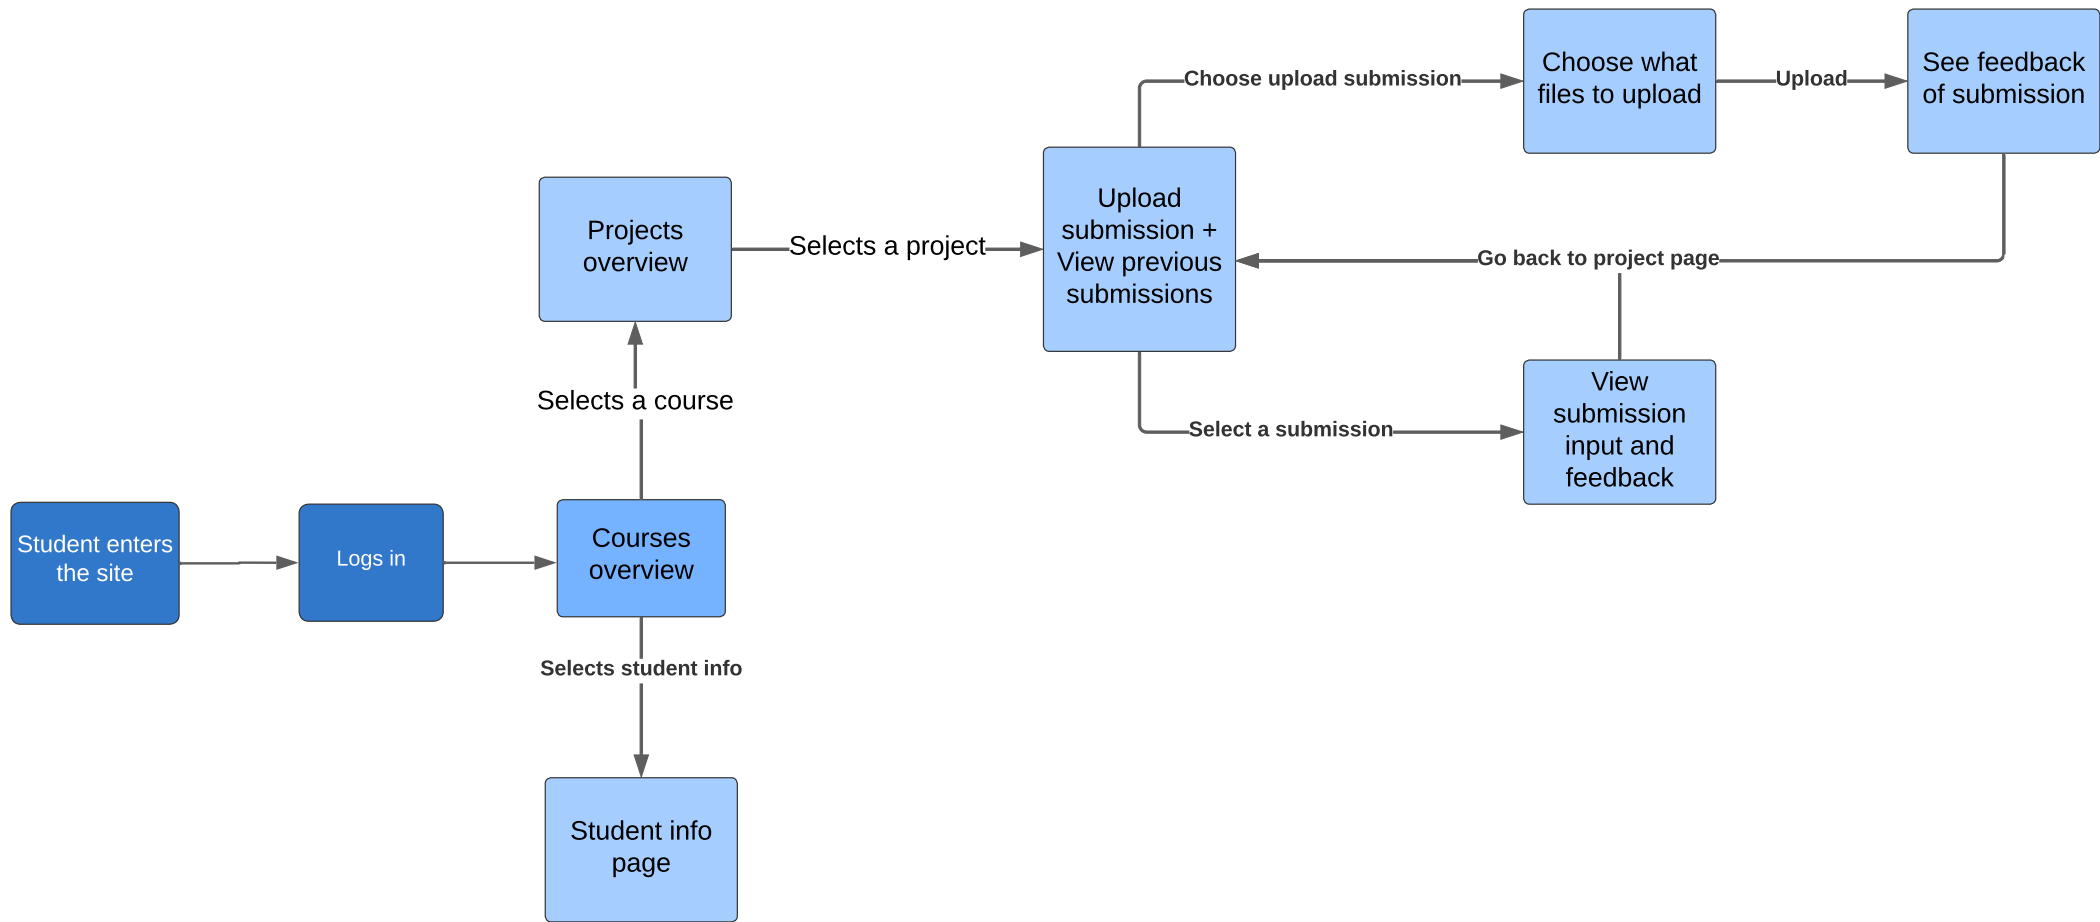 Choose what
files to upload
See feedback
of submission
Choose upload submission
Upload
Upload
submission +
View previous
submissions
Projects
overview
Selects a project
Go back to project page
View
submission
input and
feedback
Select a submission
Selects a course
Student enters
the site
Logs in
Courses
overview
Selects student info
Student info
page